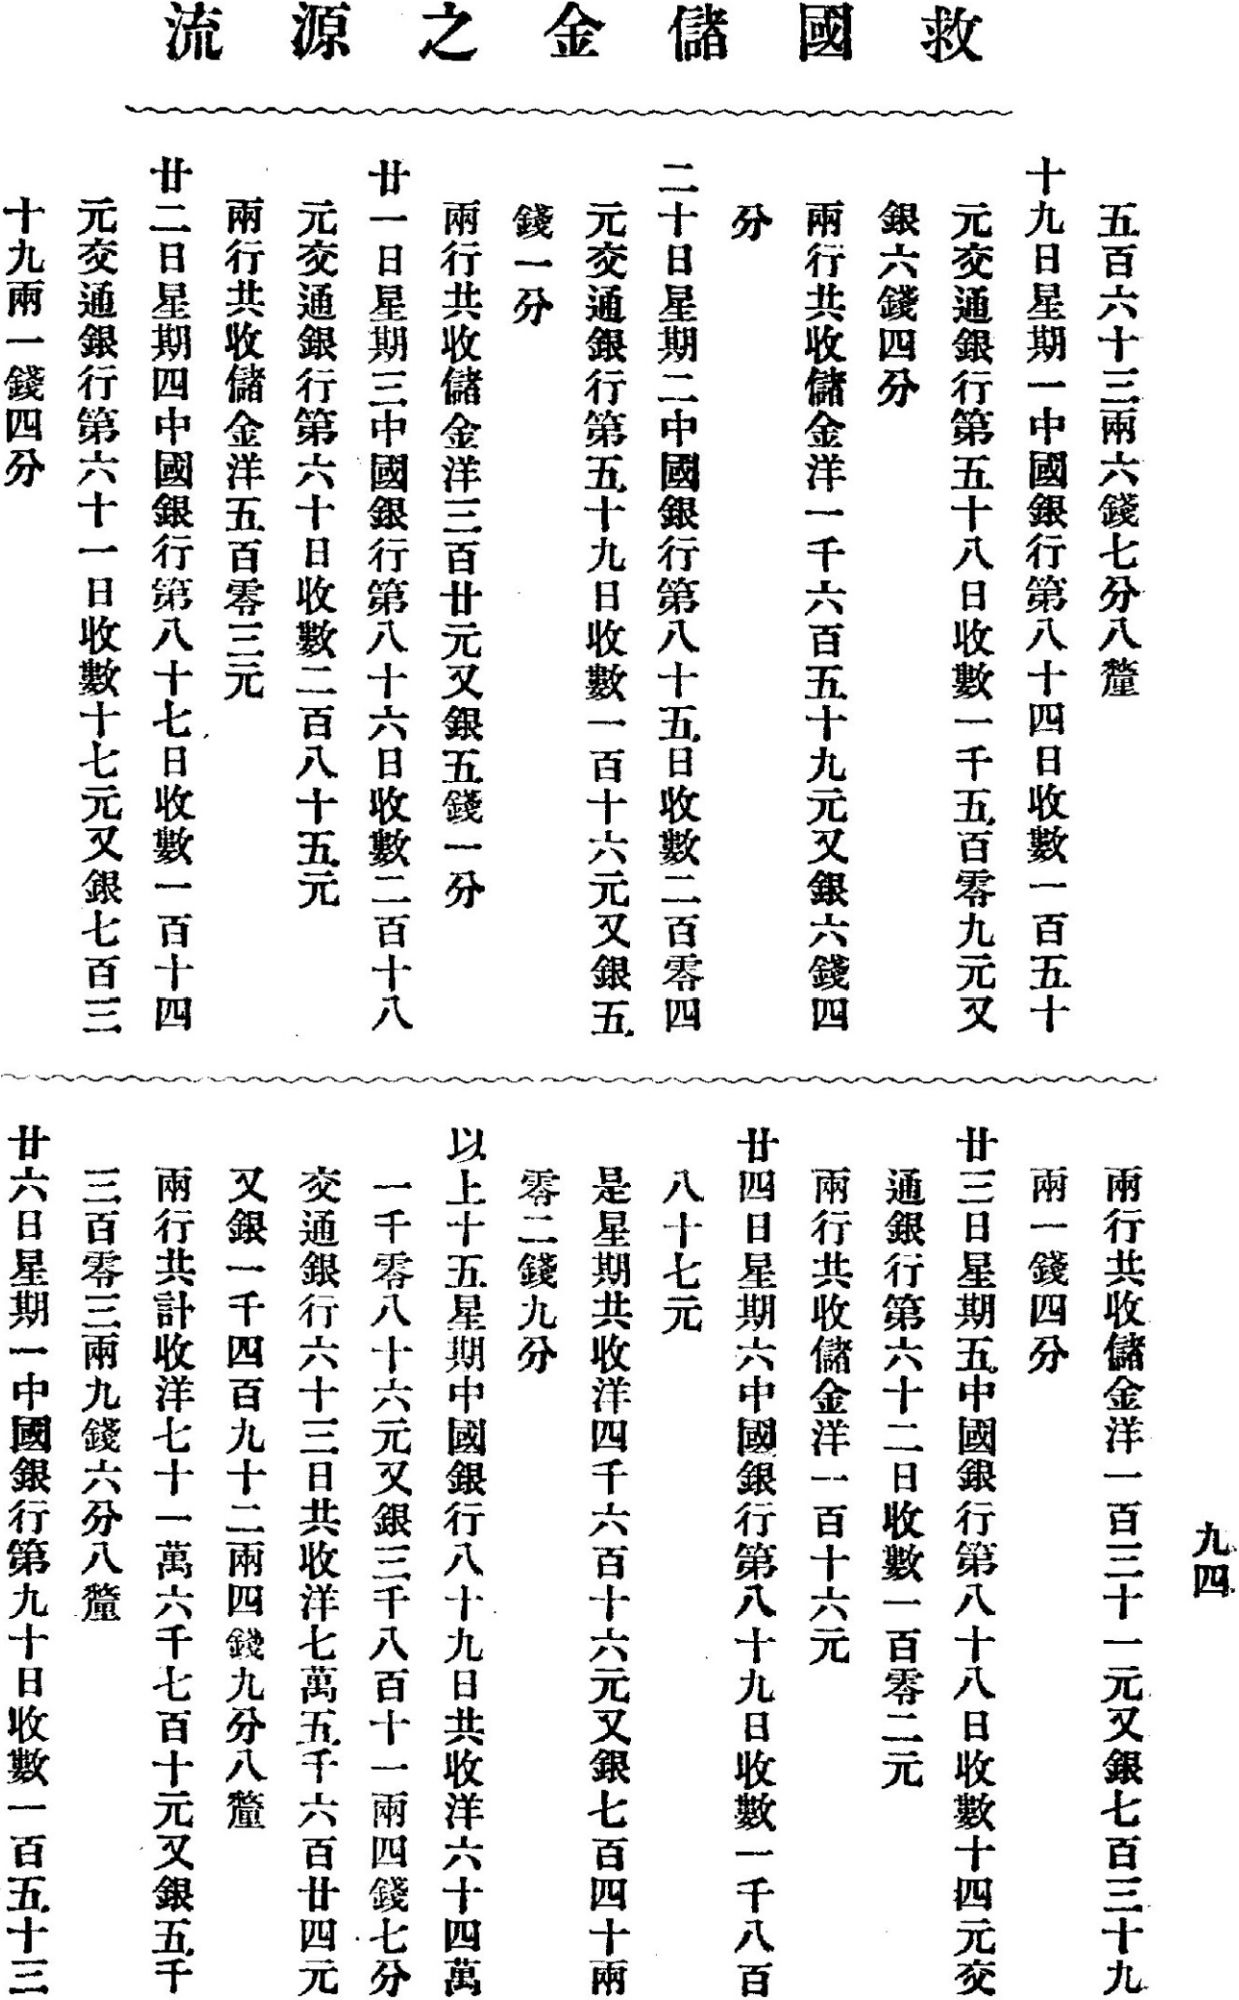 救國儲金之源流
五百六十三兩六錢七分八釐
十九日星期一中國銀行第八十四日收數一百五十
元交通銀行第五十八日收數一千五百零九元又
銀六錢四分
兩行共收儲金洋一千六百五十九元又銀六錢四
分
二十日星期二中國銀行第八十五日收數二百零四
元交通銀行第五十九日收數一百十六元又銀五
錢一分
兩行共收儲金洋三百廿元又銀五錢一分
廿一日星期三中國銀行第八十六日收數二百十八
元交通銀行第六十日收數二百八十五元
兩行共收儲金洋五百零三元
廿二日星期四中國銀行第八十七日收數一百十四
元交通銀行第六十一日收數十七元又銀七百三
十九兩一錢四分
兩行共收儲金洋一百三十一元又銀七百三十九
兩一錢四分
廿三日星期五中國銀行第八十八日收數十四元交
通銀行第六十二日收數一百零二元
兩行共收儲金洋一百十六元
廿四日星期六中國銀行第八十九日收數一千八百
八十七元
是星期共收洋四千六百十六元又銀七百四十兩
零二錢九分
以上十五星期中國銀行八十九日共收洋六十四萬
一千零八十六元又銀三千八百十一兩四錢七分
交通銀行六十三日共收洋七萬五千六百廿四元
又銀一千四百九十二兩四錢九分八釐
兩行共計收洋七十一萬六千七百十元又銀五千
三百零三兩九錢六分八釐
廿六日星期一中國銀行第九十日收數一百五十三
九四